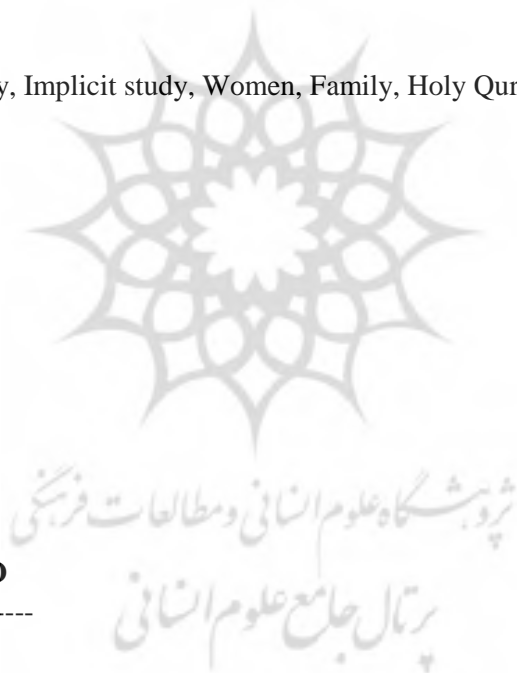 y, Implicit study, Women, Family, Holy Qur
پژوهشگاه علوم انسانی و مطالعات فرهنگی
پرتال جامع علوم انسانی
-----